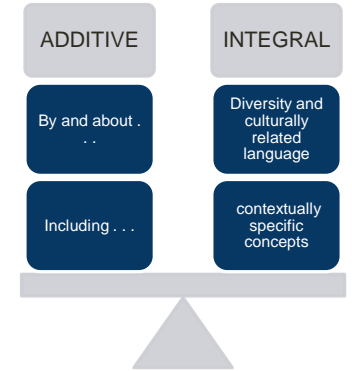 ADDITIVE
INTEGRAL
By and about .
. .
Diversity and
culturally
related
language
Including . . .
contextually
specific
concepts